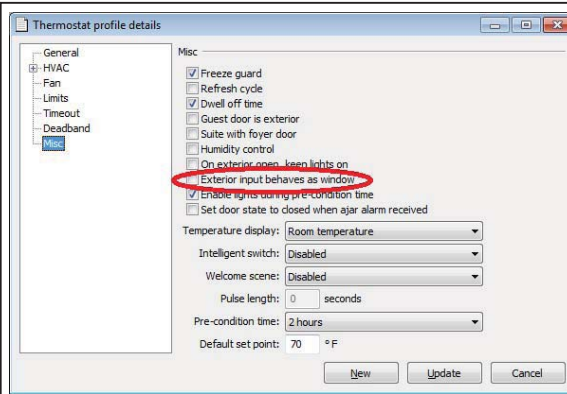 Thermostat profile details
General
HVAC
Fan
Limits
Timeout
Deadband
Misc
Misc
Freeze guard
Refresh cycle
Dwell off time
Guest door is exterior
Suite with foyer door
Humidity control
On exterior open, keep lights on
Exterior input behaves as window
Enable lights during pre-condition time
Set door state to closed when ajar alarm received
Temperature display: Room temperature
Intelligent switch: Disabled
Welcome scene: Disabled
Pulse length: 0 seconds
Pre-condition time: 2 hours
Default set point: 70 ° F
New Update Cancel